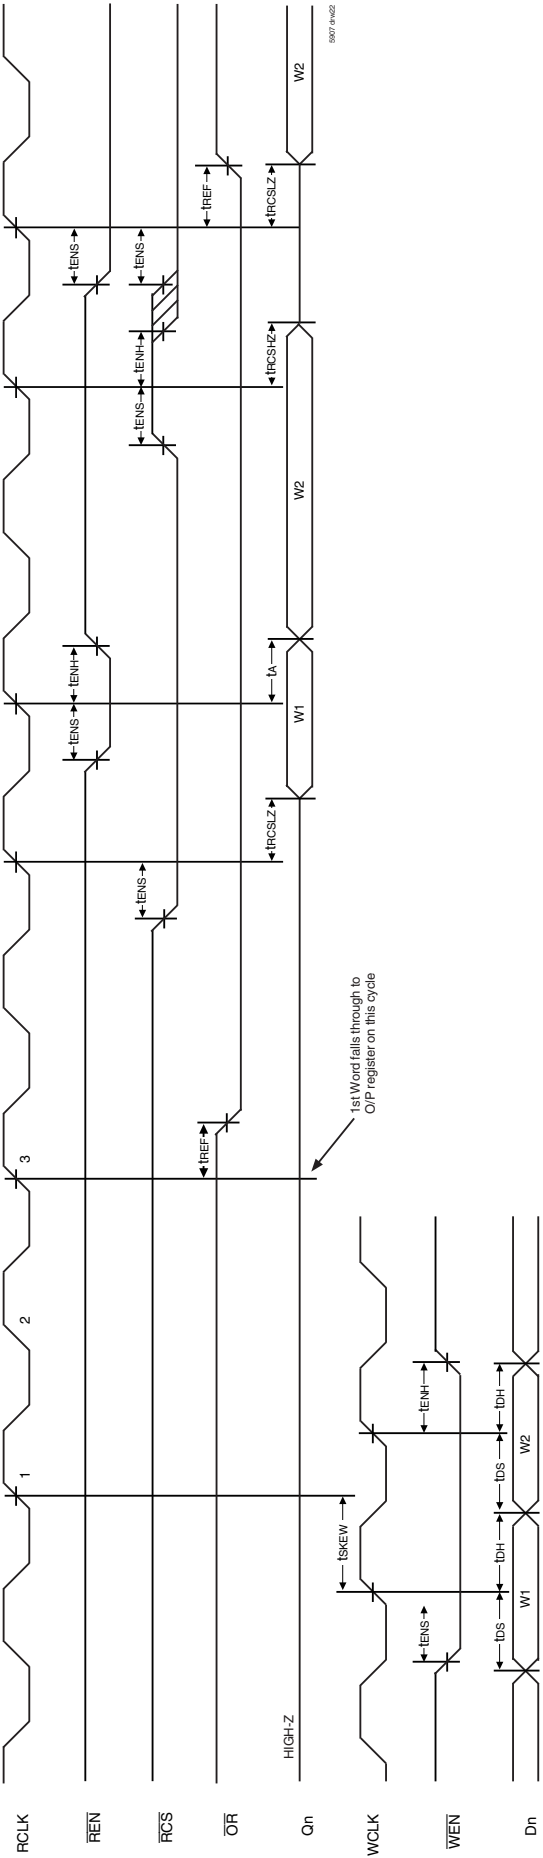 RCLK
1
2
3
REN
tENS
tENH
tENS
RCS
tENS
tENS
tENH
tENS
OR
tREF
tREF
Qn
HIGH-Z
tRCSLZ
W1
tA
W2
tRCSHZ
tRCSLZ
W2
1st Word falls through to
O/P register on this cycle
WCLK
tSKEW
WEN
tENS
tENH
Dn
tDS
tDH
tDS
tDH
W1
W2
5907 drw22